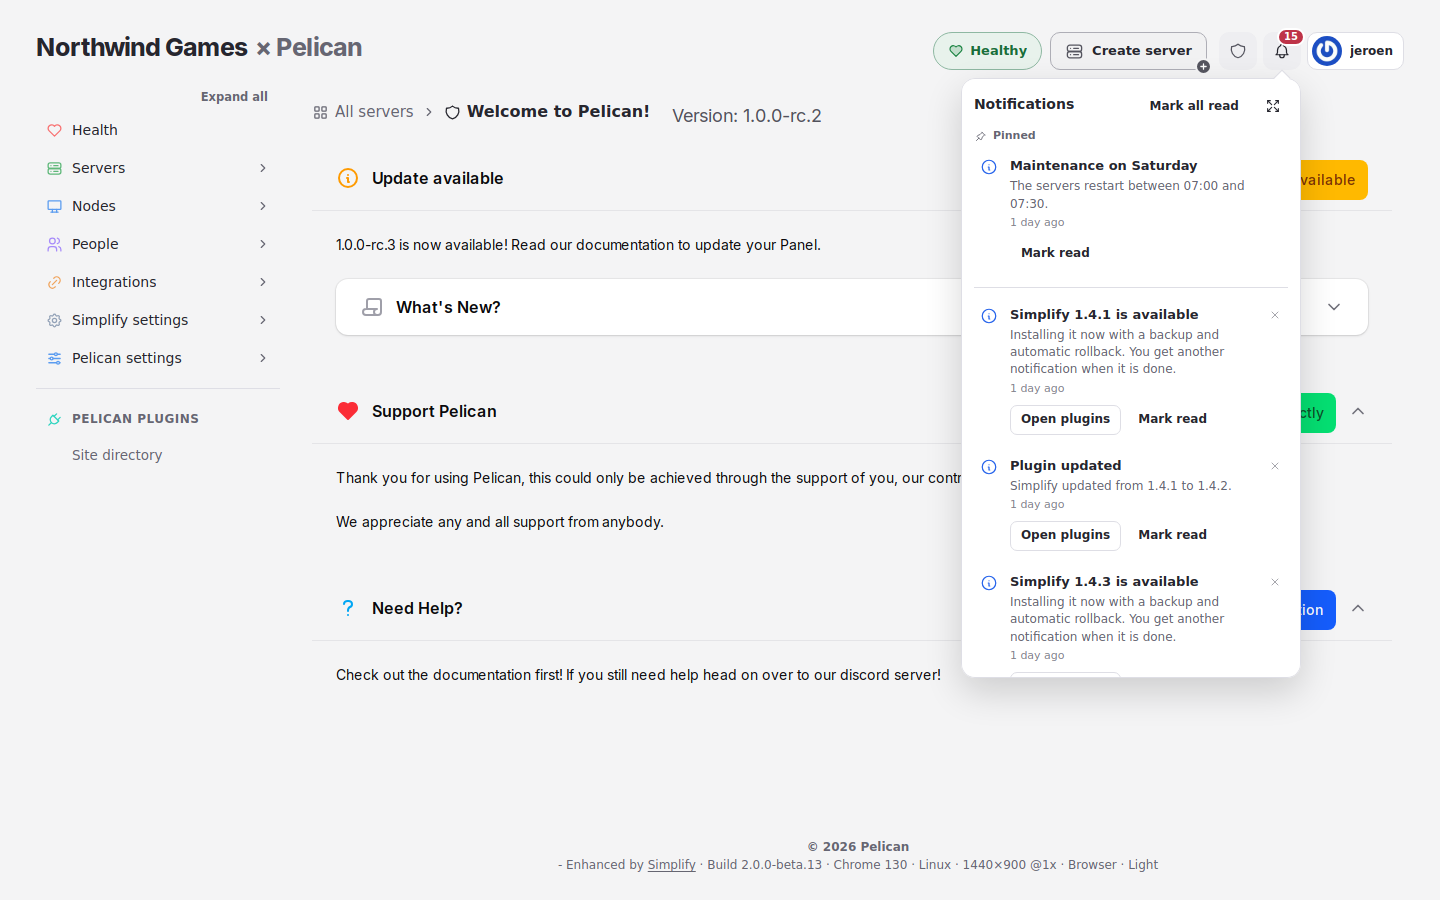 Northwind Games × Pelican
Healthy
Create server
15
jeroen
Expand all
Health
Servers
Nodes
People
Integrations
Simplify settings
Pelican settings
PELICAN PLUGINS
Site directory
All servers › Welcome to Pelican!
Version: 1.0.0-rc.2
Update available
vailable
1.0.0-rc.3 is now available! Read our documentation to update your Panel.
What's New?
Support Pelican
ctly
Thank you for using Pelican, this could only be achieved through the support of you, our contr
We appreciate any and all support from anybody.
Need Help?
ion
Check out the documentation first! If you still need help head on over to our discord server!
Notifications
Mark all read
Pinned
Maintenance on Saturday
The servers restart between 07:00 and
07:30.
1 day ago
Mark read
Simplify 1.4.1 is available
Installing it now with a backup and
automatic rollback. You get another
notification when it is done.
1 day ago
Open plugins
Mark read
Plugin updated
Simplify updated from 1.4.1 to 1.4.2.
1 day ago
Open plugins
Mark read
Simplify 1.4.3 is available
Installing it now with a backup and
automatic rollback. You get another
notification when it is done.
1 day ago
© 2026 Pelican
- Enhanced by Simplify · Build 2.0.0-beta.13 · Chrome 130 · Linux · 1440×900 @1x · Browser · Light